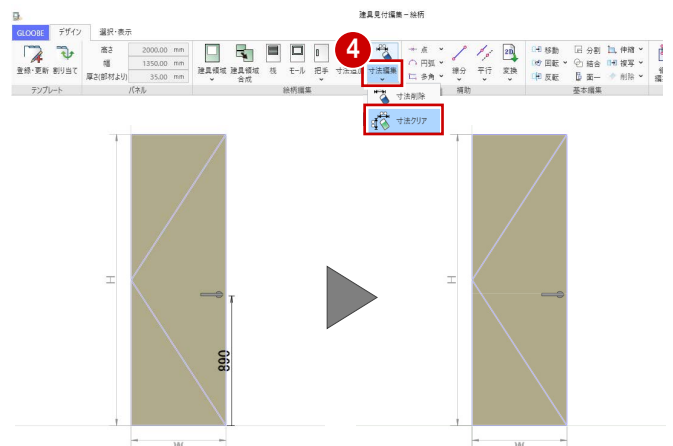 建具見付編集 – 絵柄
GLOOBE デザイン 選択・表示
登録・更新 割り当て
高さ 2000.00 mm
幅 1350.00 mm
厚さ(部材より) 35.00 mm
テンプレート パネル
建具領域 建具領域合成 桟 モール 把手 寸法追加 寸法編集
絵柄編集
4
点
円弧
多角
線分 平行 変換
補助
移動 分割 伸縮
回転 結合 複写
反転 面一 削除
基本編集
寸法削除
寸法クリア
H
890
W
H
W